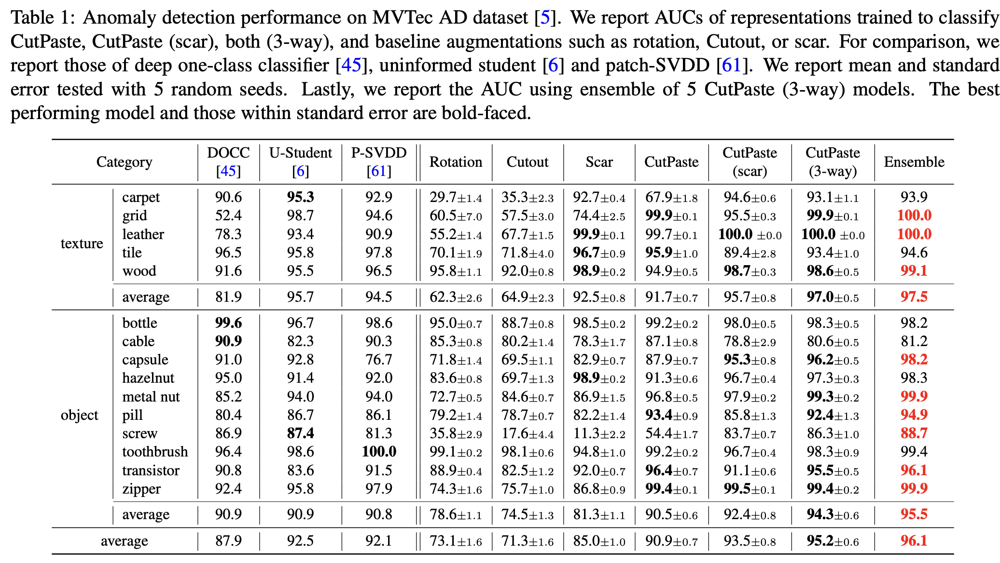 Table 1: Anomaly detection performance on MVTec AD dataset [5]. We report AUCs of representations trained to classify
CutPaste, CutPaste (scar), both (3-way), and baseline augmentations such as rotation, Cutout, or scar. For comparison, we
report those of deep one-class classifier [45], uninformed student [6] and patch-SVDD [61]. We report mean and standard
error tested with 5 random seeds. Lastly, we report the AUC using ensemble of 5 CutPaste (3-way) models. The best
performing model and those within standard error are bold-faced.
Category DOCC [45] U-Student [6] P-SVDD [61] Rotation Cutout Scar CutPaste CutPaste (scar) CutPaste (3-way) Ensemble
texture
carpet 90.6 95.3 92.9 29.7±1.4 35.3±2.3 92.7±0.4 67.9±1.8 94.6±0.6 93.1±1.1 93.9
grid 52.4 98.7 94.6 60.5±7.0 57.5±3.0 74.4±2.5 99.9±0.1 95.5±0.3 99.9±0.1 100.0
leather 78.3 93.4 90.9 55.2±1.4 67.7±1.5 99.9±0.1 99.7±0.1 100.0 ±0.0 100.0 ±0.0 100.0
tile 96.5 95.8 97.8 70.1±1.9 71.8±4.0 96.7±0.9 95.9±1.0 89.4±2.8 93.4±1.0 94.6
wood 91.6 95.5 96.5 95.8±1.1 92.0±0.8 98.9±0.2 94.9±0.5 98.7±0.3 98.6±0.5 99.1
average 81.9 95.7 94.5 62.3±2.6 64.9±2.3 92.5±0.8 91.7±0.7 95.7±0.8 97.0±0.5 97.5
object
bottle 99.6 96.7 98.6 95.0±0.7 88.7±0.8 98.5±0.2 99.2±0.2 98.0±0.5 98.3±0.5 98.2
cable 90.9 82.3 90.3 85.3±0.8 80.2±1.4 78.3±1.7 87.1±0.8 78.8±2.9 80.6±0.5 81.2
capsule 91.0 92.8 76.7 71.8±1.4 69.5±1.1 82.9±0.7 87.9±0.7 95.3±0.8 96.2±0.5 98.2
hazelnut 95.0 91.4 92.0 83.6±0.8 69.7±1.3 98.9±0.2 91.3±0.6 96.7±0.4 97.3±0.3 98.3
metal nut 85.2 94.0 94.0 72.7±0.5 84.6±0.7 86.9±1.5 96.8±0.5 97.9±0.2 99.3±0.2 99.9
pill 80.4 86.7 86.1 79.2±1.4 78.7±0.7 82.2±1.4 93.4±0.9 85.8±1.3 92.4±1.3 94.9
screw 86.9 87.4 81.3 35.8±2.9 17.6±4.4 11.3±2.2 54.4±1.7 83.7±0.7 86.3±1.0 88.7
toothbrush 96.4 98.6 100.0 99.1±0.2 98.1±0.6 94.8±1.0 99.2±0.2 96.7±0.4 98.3±0.9 99.4
transistor 90.8 83.6 91.5 88.9±0.4 82.5±1.2 92.0±0.7 96.4±0.7 91.1±0.6 95.5±0.5 96.1
zipper 92.4 95.8 97.9 74.3±1.6 75.7±1.0 86.8±0.9 99.4±0.1 99.5±0.1 99.4±0.2 99.9
average 90.9 90.9 90.8 78.6±1.1 74.5±1.3 81.3±1.1 90.5±0.6 92.4±0.8 94.3±0.6 95.5
average 87.9 92.5 92.1 73.1±1.6 71.3±1.6 85.0±1.0 90.9±0.7 93.5±0.8 95.2±0.6 96.1